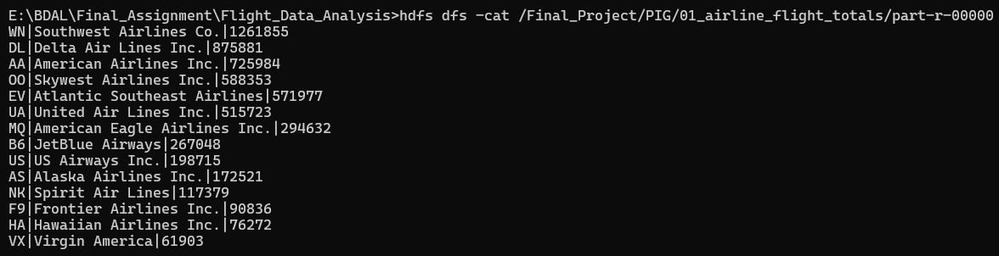 E:\BDAL\Final_Assignment\Flight_Data_Analysis>hdfs dfs -cat /Final_Project/PIG/01_airline_flight_totals/part-r-00000
WN|Southwest Airlines Co.|1261855
DL|Delta Air Lines Inc.|875881
AA|American Airlines Inc.|725984
OO|Skywest Airlines Inc.|588353
EV|Atlantic Southeast Airlines|571977
UA|United Air Lines Inc.|515723
MQ|American Eagle Airlines Inc.|294632
B6|JetBlue Airways|267048
US|US Airways Inc.|198715
AS|Alaska Airlines Inc.|172521
NK|Spirit Air Lines|117379
F9|Frontier Airlines Inc.|90836
HA|Hawaiian Airlines Inc.|76272
VX|Virgin America|61903